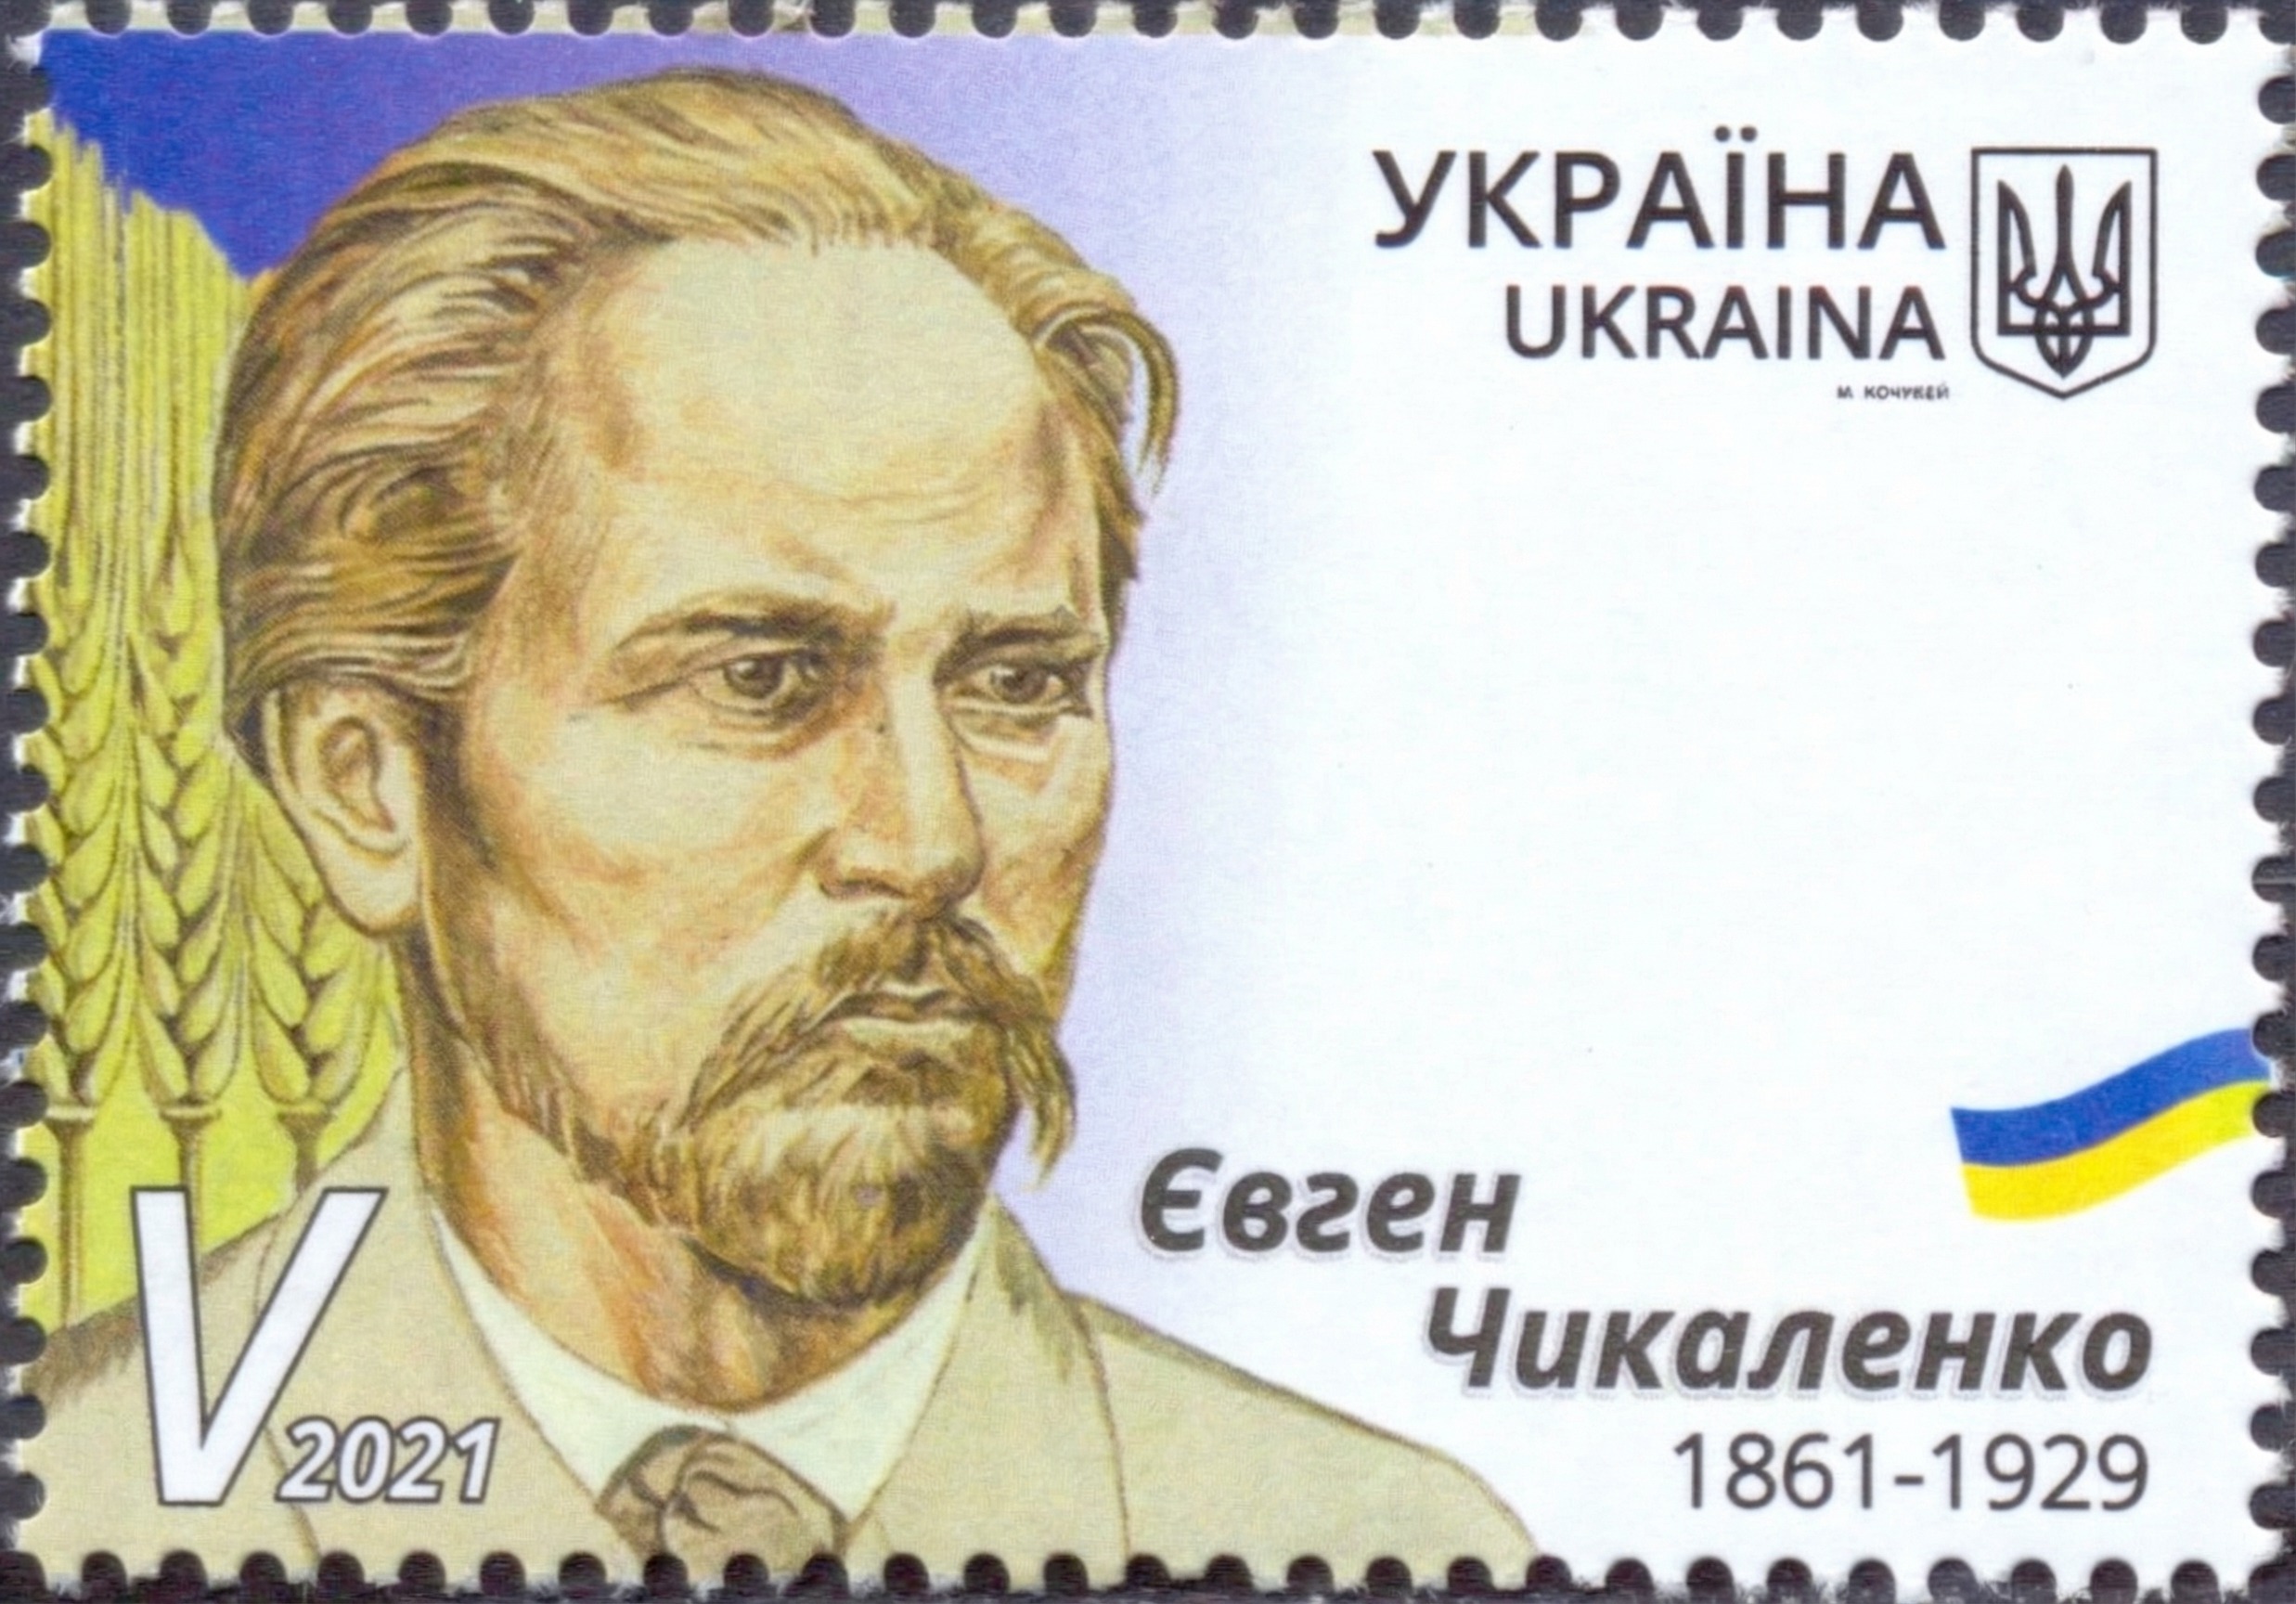 УКРАЇНА
UKRAINA
М. КОЧУБЕЙ
Євген
Чикаленко
1861-1929
V 2021